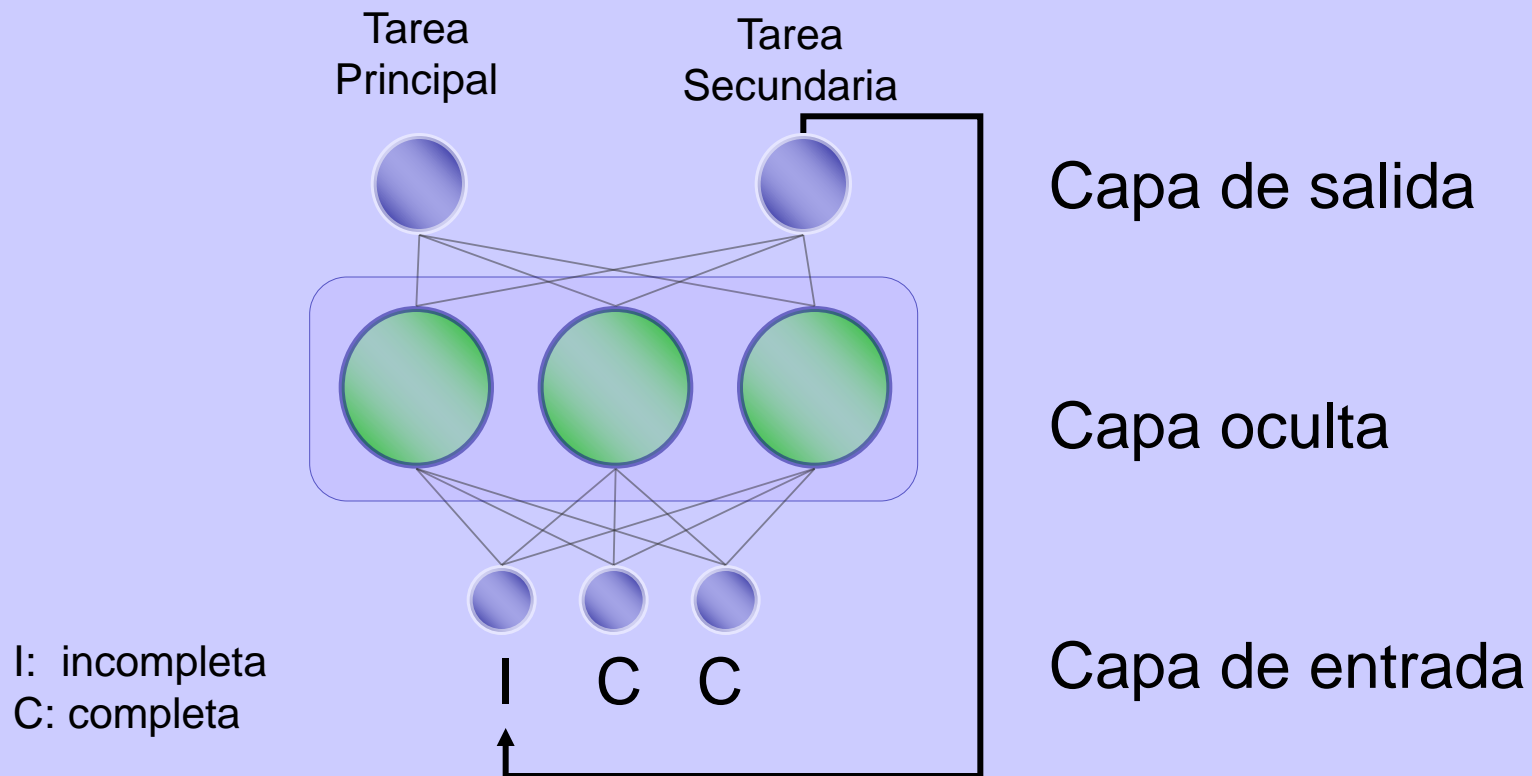 Tarea
Principal
Tarea
Secundaria
Capa de salida
Capa oculta
I: incompleta
C: completa
I C C
Capa de entrada